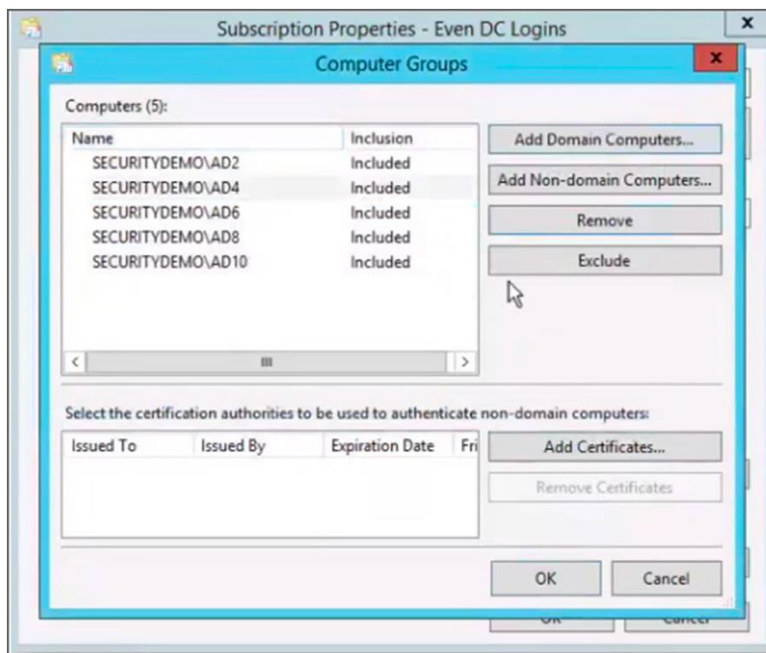 Subscription Properties - Even DC Logins
x
Computer Groups
x
Computers (5):
Name Inclusion
SECURITYDEMO\AD2 Included
SECURITYDEMO\AD4 Included
SECURITYDEMO\AD6 Included
SECURITYDEMO\AD8 Included
SECURITYDEMO\AD10 Included
Add Domain Computers...
Add Non-domain Computers...
Remove
Exclude
Select the certification authorities to be used to authenticate non-domain computers:
Issued To Issued By Expiration Date Fri
Add Certificates...
Remove Certificates
OK Cancel
OK Cancel